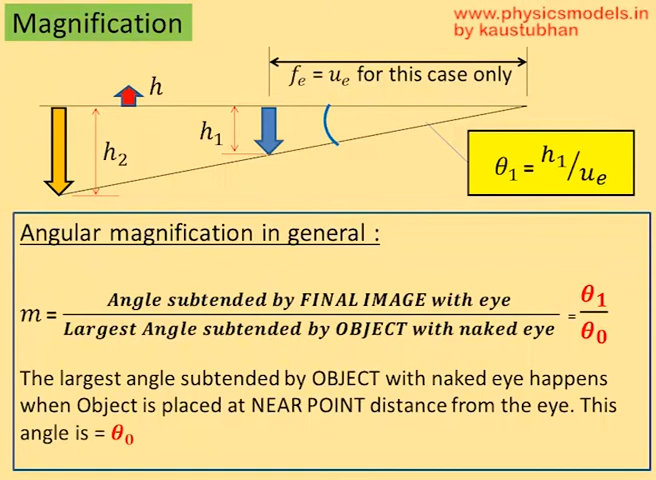 Magnification
www.physicsmodels.in
by kaustubhan
fₑ = uₑ for this case only
h
h₁
h₂
θ₁ = h₁/uₑ
Angular magnification in general :
m = Angle subtended by FINAL IMAGE with eye / Largest Angle subtended by OBJECT with naked eye = θ₁/θ₀
The largest angle subtended by OBJECT with naked eye happens
when Object is placed at NEAR POINT distance from the eye. This
angle is = θ₀